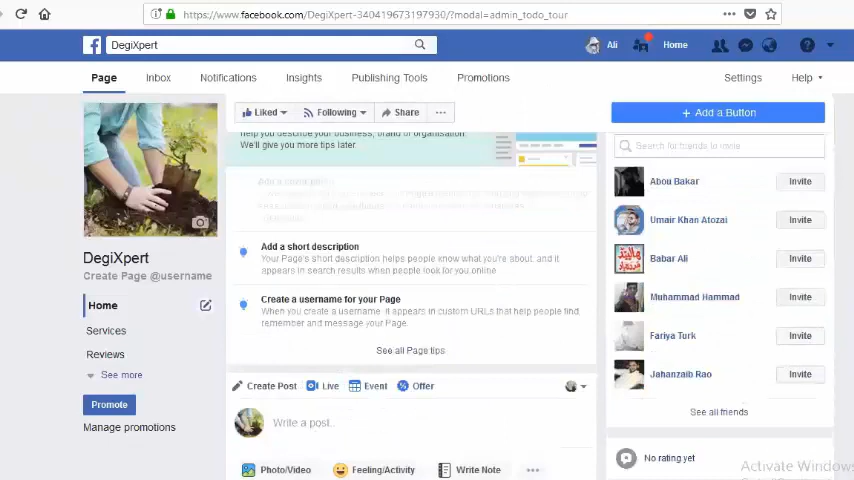 https://www.facebook.com/DegiXpert-340419673197930/?modal=admin_todo_tour
DegiXpert
Ali
Home
Page
Inbox
Notifications
Insights
Publishing Tools
Promotions
Settings
Help
Liked
Following
Share
+ Add a Button
help you describe your business, brand or organisation.
We'll give you more tips later
Search for friends to invite
Abou Bakar
Invite
Umair Khan Atozai
Invite
Babar Ali
Invite
Muhammad Hammad
Invite
Fariya Turk
Invite
Jahanzaib Rao
Invite
See all friends
No rating yet
DegiXpert
Create Page @username
Home
Services
Reviews
See more
Promote
Manage promotions
Add a short description
Your Page's short description helps people know what you're about, and it
appears in search results when people look for you online
Create a username for your Page
When you create a username, it appears in custom URLs that help people find,
remember and message your Page.
See all Page tips
Create Post
Live
Event
Offer
Write a post..
Photo/Video
Feeling/Activity
Write Note
Activate Windows